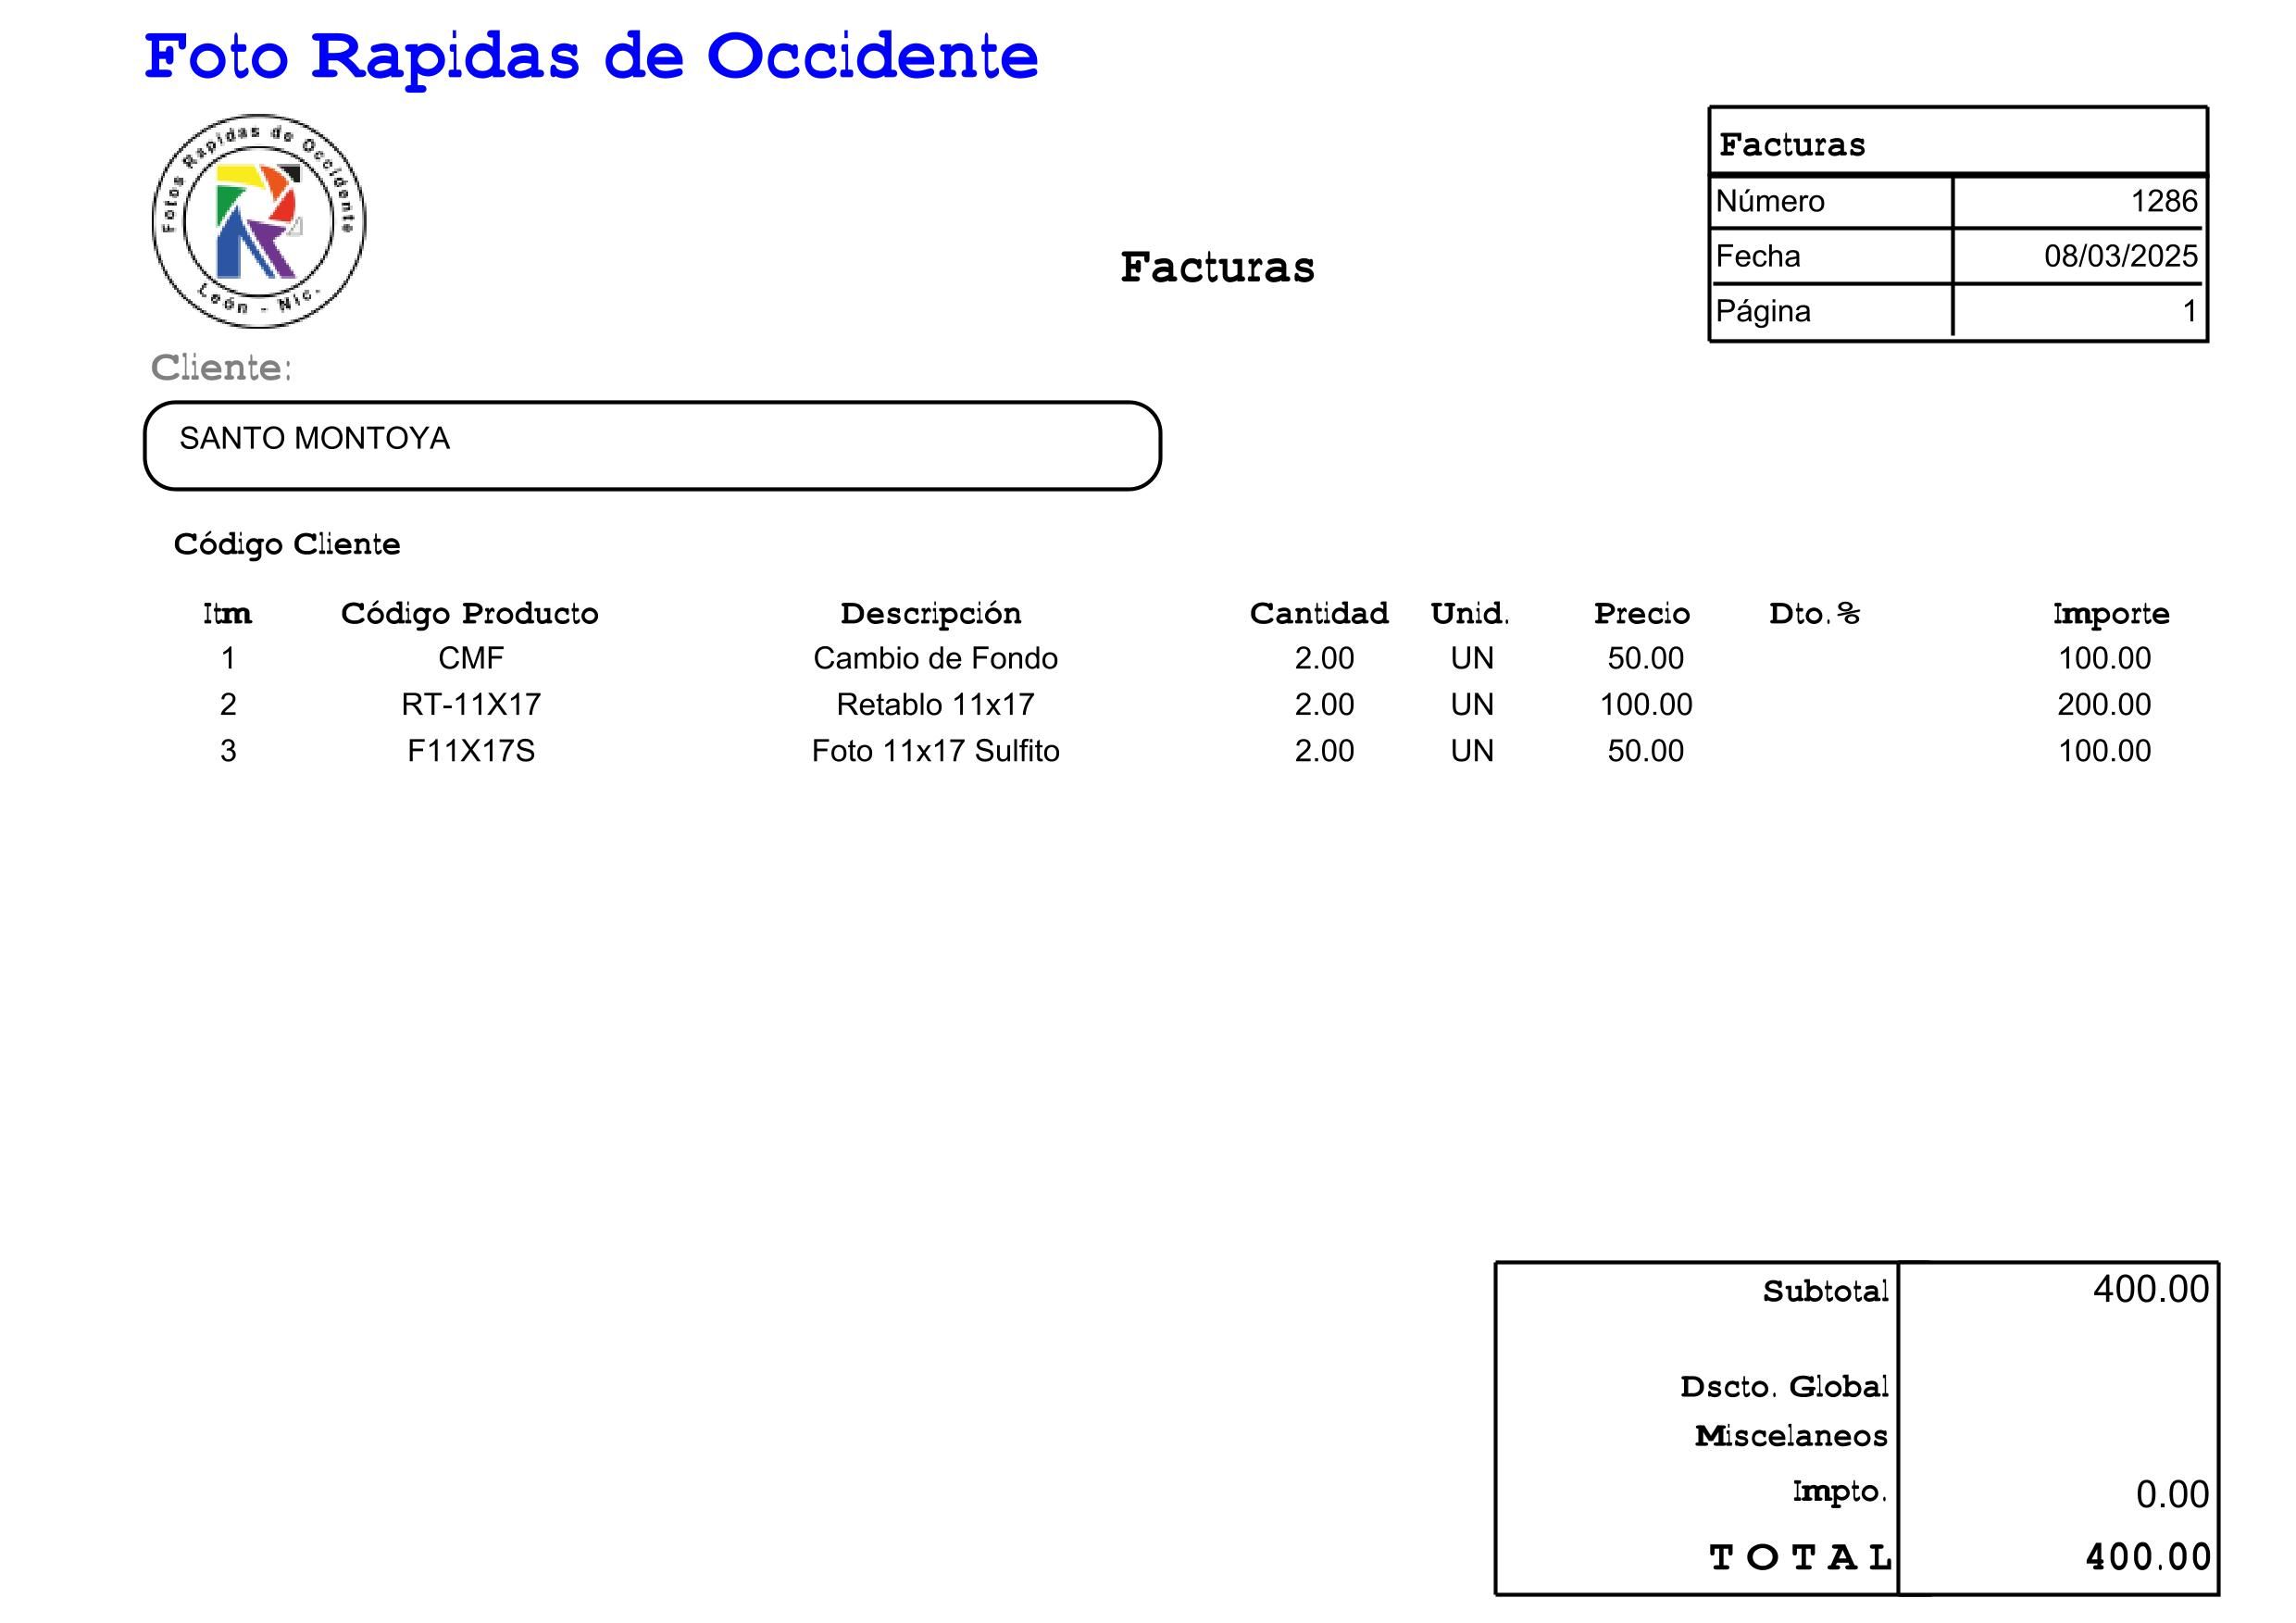 Foto Rapidas de Occidente
Fotos Rapidas de Occidente
León - Nic.
Facturas
Facturas
Número 1286
Fecha 08/03/2025
Página 1
Cliente:
SANTO MONTOYA
Código Cliente
Itm Código Producto Descripción Cantidad Unid. Precio Dto.% Importe
1 CMF Cambio de Fondo 2.00 UN 50.00 100.00
2 RT-11X17 Retablo 11x17 2.00 UN 100.00 200.00
3 F11X17S Foto 11x17 Sulfito 2.00 UN 50.00 100.00
Subtotal 400.00
Dscto. Global
Miscelaneos
Impto. 0.00
TOTAL 400.00